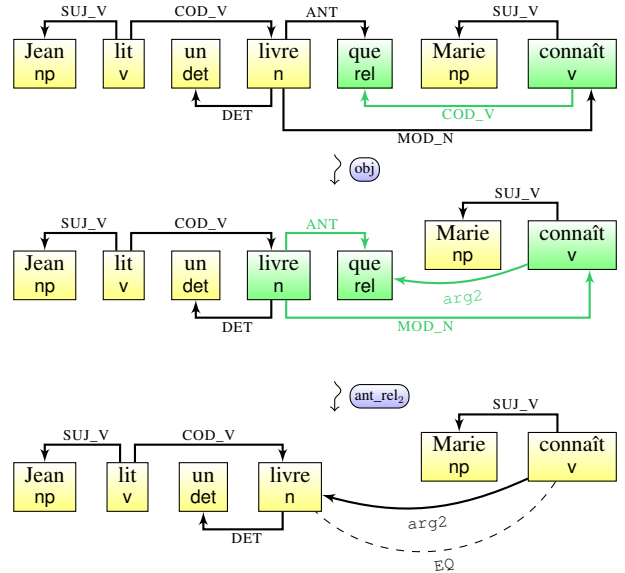 SUJ_V COD_V ANT SUJ_V
Jean lit un livre que Marie connaît
np v det n rel np v
DET COD_V
MOD_N
obj
SUJ_V
SUJ_V COD_V ANT
Jean lit un livre que Marie connaît
np v det n rel np v
arg2
DET MOD_N
ant_rel₂
SUJ_V
SUJ_V COD_V
Jean lit un livre Marie connaît
np v det n np v
arg2
DET
EQ